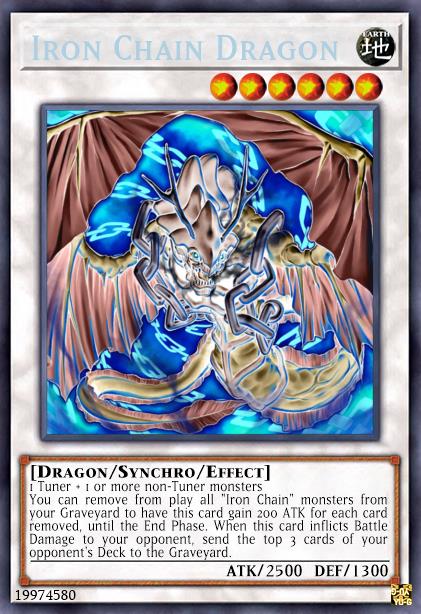 Iron Chain Dragon
EARTH
地
[Dragon/Synchro/Effect]
1 Tuner + 1 or more non-Tuner monsters
You can remove from play all "Iron Chain" monsters from
your Graveyard to have this card gain 200 ATK for each card
removed, until the End Phase. When this card inflicts Battle
Damage to your opponent, send the top 3 cards of your
opponent's Deck to the Graveyard.
ATK/2500 DEF/1300
19974580